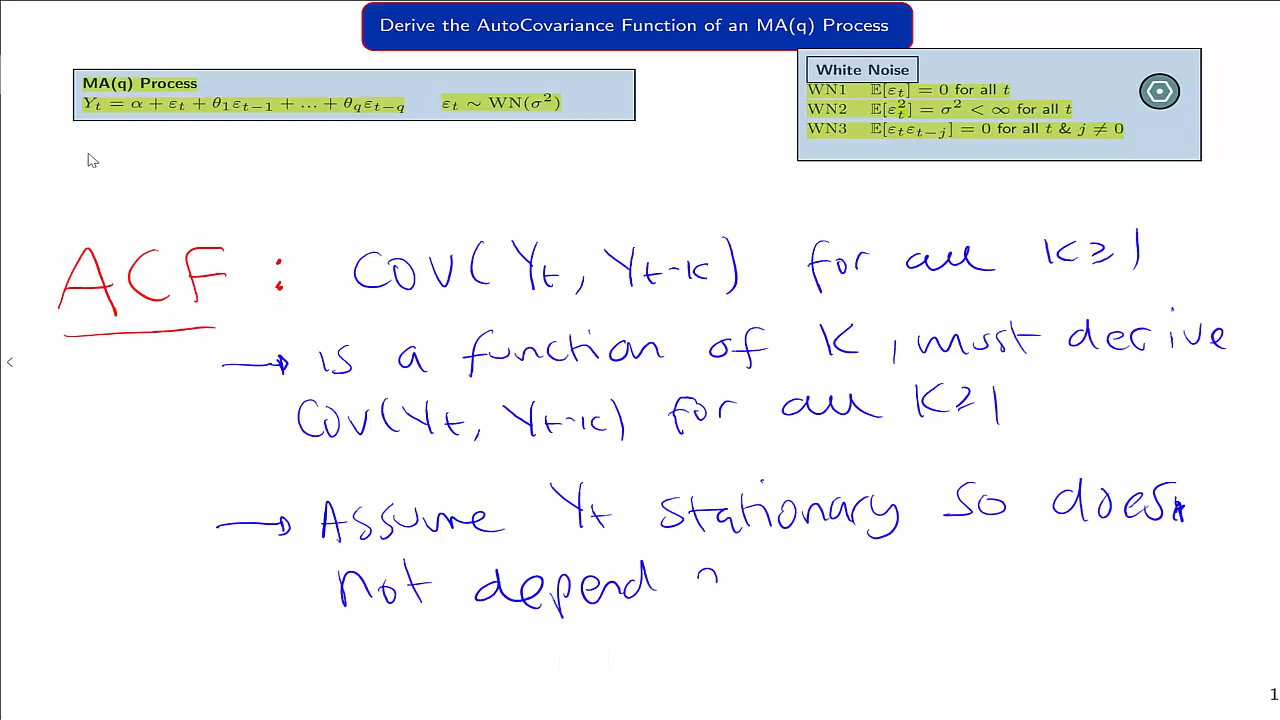 Derive the AutoCovariance Function of an MA(q) Process
MA(q) Process
Yₜ = α + εₜ + θ₁εₜ₋₁ + ... + θ_qεₜ₋q εₜ ∼ WN(σ²)
White Noise
WN1 𝔼[εₜ] = 0 for all t
WN2 𝔼[εₜ²] = σ² < ∞ for all t
WN3 𝔼[εₜεₜ₋ⱼ] = 0 for all t & j ≠ 0
ACF : COV(Yₜ, Yₜ₋ₖ) for all K ≥ 1
→ is a function of K, must derive
COV(Yₜ, Yₜ₋ₖ) for all K ≥ 1
→ Assume Yₜ stationary so does
not depend
1